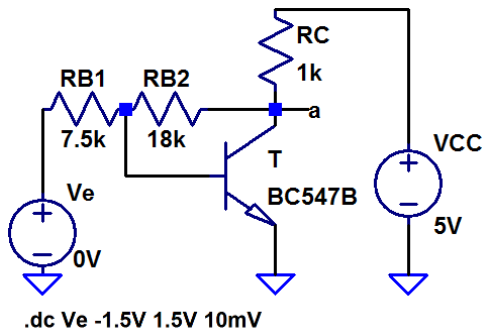 RC
1k
RB1
RB2
7.5k
18k
a
T
VCC
Ve
BC547B
5V
0V
.dc Ve -1.5V 1.5V 10mV